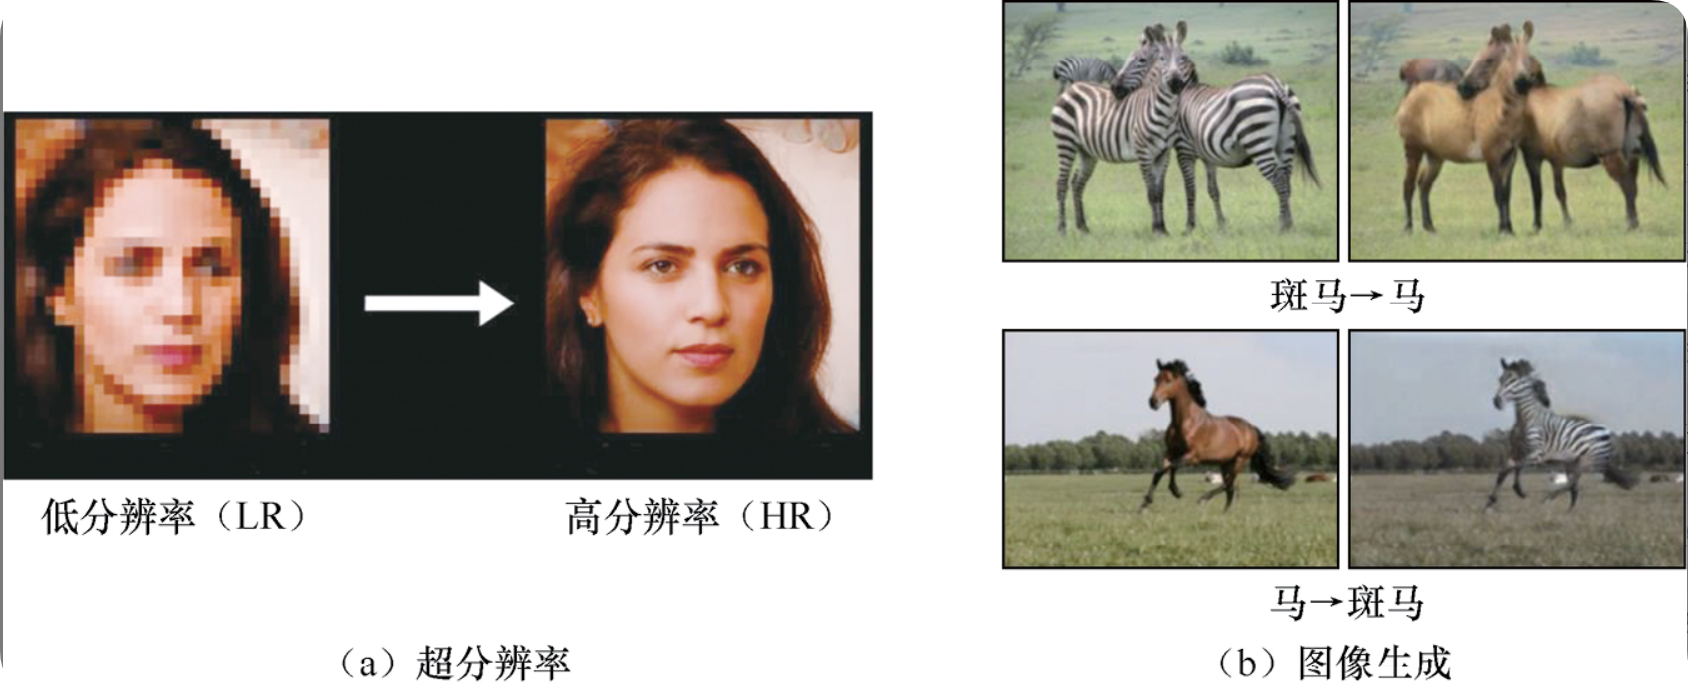 低分辨率（LR）
高分辨率（HR）
（a）超分辨率
斑马→马
马→斑马
（b）图像生成